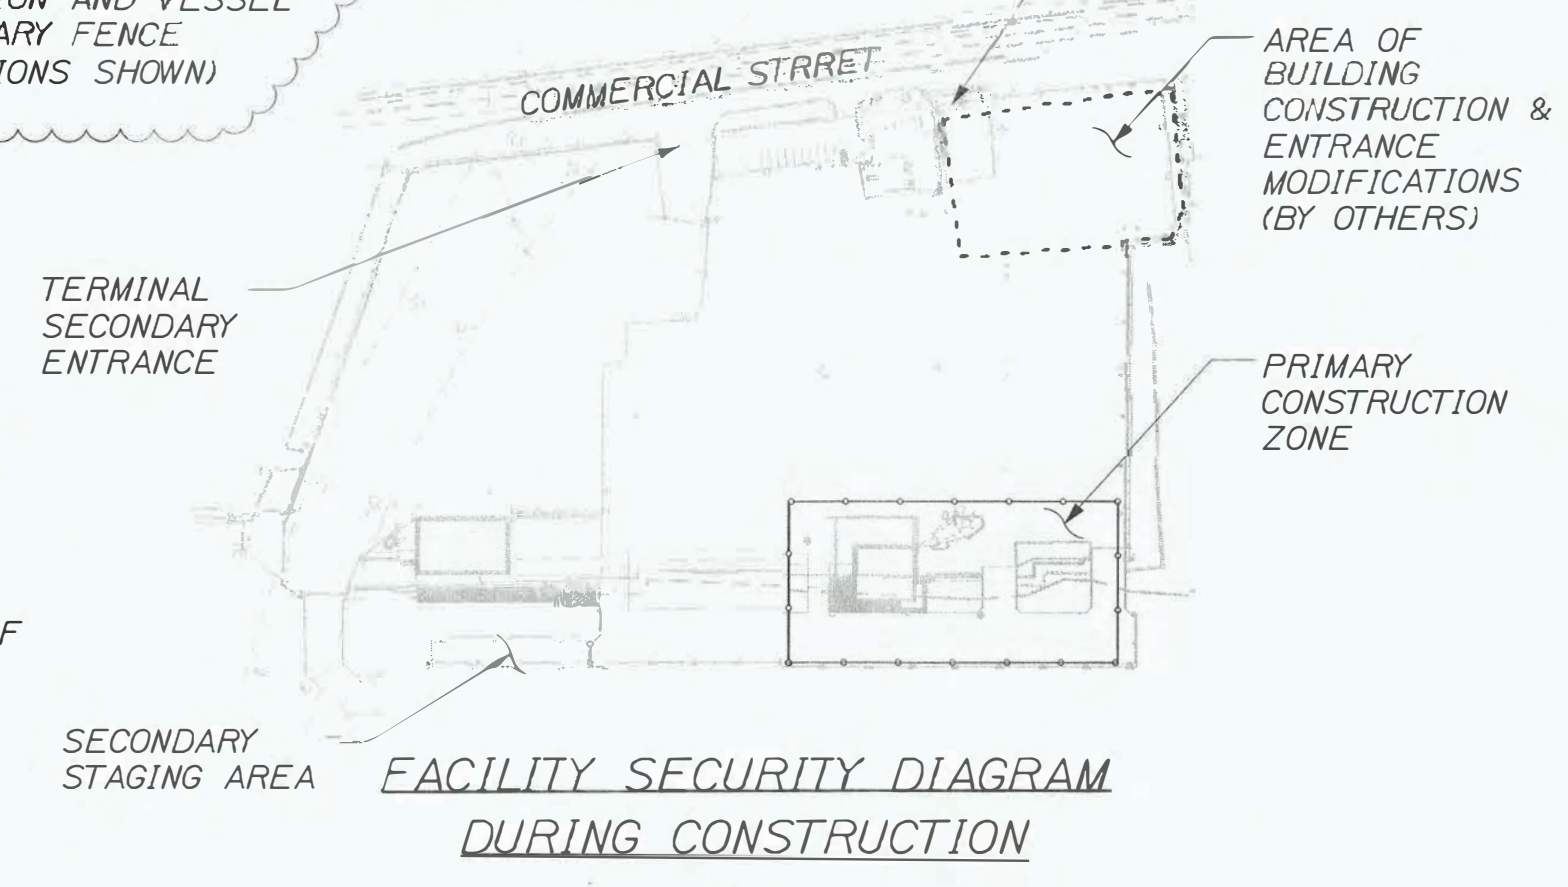 ION AND VESSEL
ARY FENCE
IONS SHOWN)
COMMERCIAL STRRET
AREA OF
BUILDING
CONSTRUCTION &
ENTRANCE
MODIFICATIONS
(BY OTHERS)
TERMINAL
SECONDARY
ENTRANCE
PRIMARY
CONSTRUCTION
ZONE
F
SECONDARY
STAGING AREA
FACILITY SECURITY DIAGRAM
DURING CONSTRUCTION